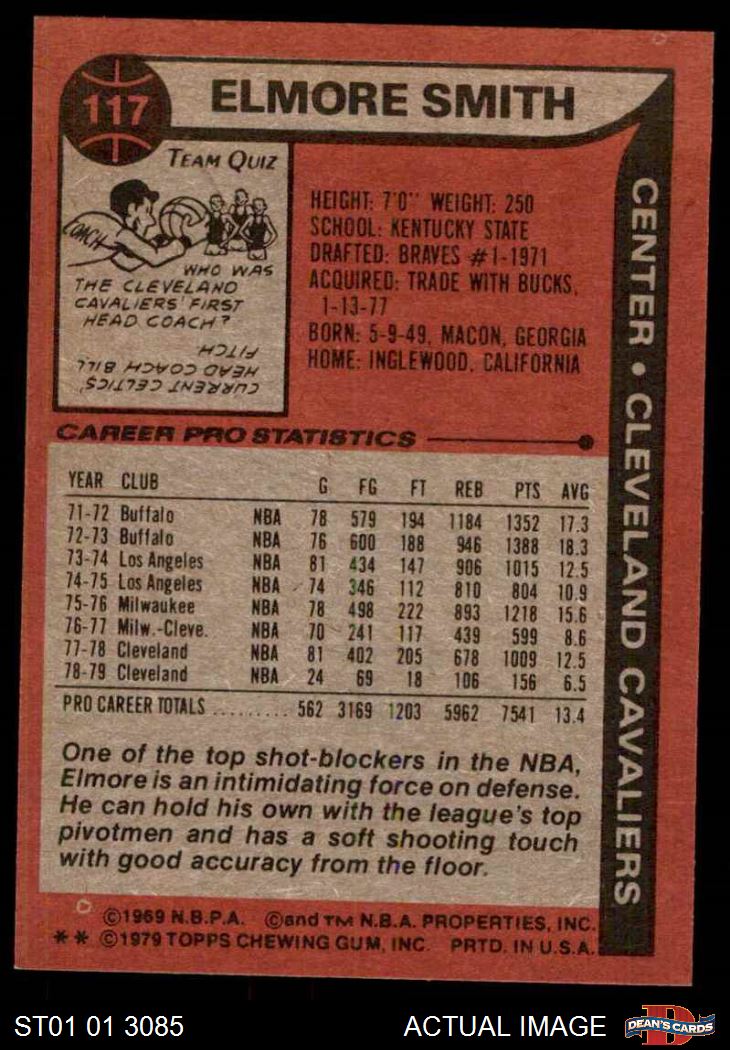 117
ELMORE SMITH
TEAM QUIZ
COACH
WHO WAS
THE CLEVELAND
CAVALIERS' FIRST
HEAD COACH?
CURRENT CELTICS'
HEAD COACH BILL
FITCH
HEIGHT: 7'0" WEIGHT: 250
SCHOOL: KENTUCKY STATE
DRAFTED: BRAVES #1-1971
ACQUIRED: TRADE WITH BUCKS,
1-13-77
BORN: 5-9-49, MACON, GEORGIA
HOME: INGLEWOOD, CALIFORNIA
CENTER • CLEVELAND CAVALIERS
CAREER PRO STATISTICS
YEAR CLUB G FG FT REB PTS AVG
71-72 Buffalo NBA 78 579 194 1184 1352 17.3
72-73 Buffalo NBA 76 600 188 946 1388 18.3
73-74 Los Angeles NBA 81 434 147 906 1015 12.5
74-75 Los Angeles NBA 74 346 112 810 804 10.9
75-76 Milwaukee NBA 78 498 222 893 1218 15.6
76-77 Milw.-Cleve. NBA 70 241 117 439 599 8.6
77-78 Cleveland NBA 81 402 205 678 1009 12.5
78-79 Cleveland NBA 24 69 18 106 156 6.5
PRO CAREER TOTALS ......... 562 3169 1203 5962 7541 13.4
One of the top shot-blockers in the NBA,
Elmore is an intimidating force on defense.
He can hold his own with the league's top
pivotmen and has a soft shooting touch
with good accuracy from the floor.
©1969 N.B.P.A. ©and TM N.B.A. PROPERTIES, INC.
** ©1979 TOPPS CHEWING GUM, INC. PRTD. IN U.S.A.
ST01 01 3085 ACTUAL IMAGE
D
DEAN'S CARDS